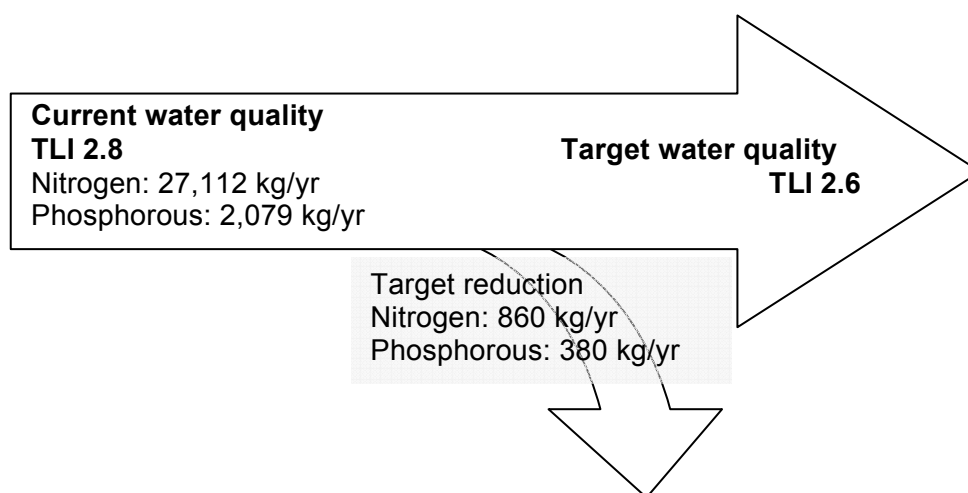 Current water quality
TLI 2.8
Nitrogen: 27,112 kg/yr
Phosphorous: 2,079 kg/yr
Target water quality
TLI 2.6
Target reduction
Nitrogen: 860 kg/yr
Phosphorous: 380 kg/yr